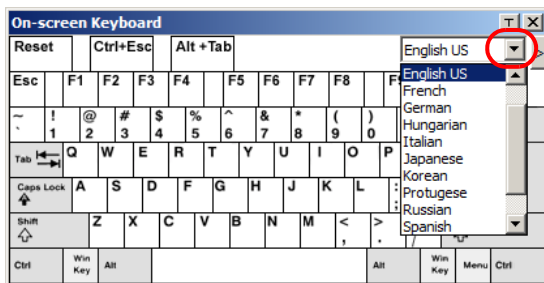 On-screen Keyboard T X
Reset Ctrl+Esc Alt +Tab English US >
Esc F1 F2 F3 F4 F5 F6 F7 F8
English US
French
German
Hungarian
Italian
Japanese
Korean
Protugese
Russian
Spanish
~ ! @ # $ % ^ & * ( )
` 1 2 3 4 5 6 7 8 9 0
Tab Q W E R T Y U I O P
Caps Lock A S D F G H J K L : ;
Shift Z X C V B N M < , > . /
Ctrl Win Key Alt Alt Win Key Menu Ctrl